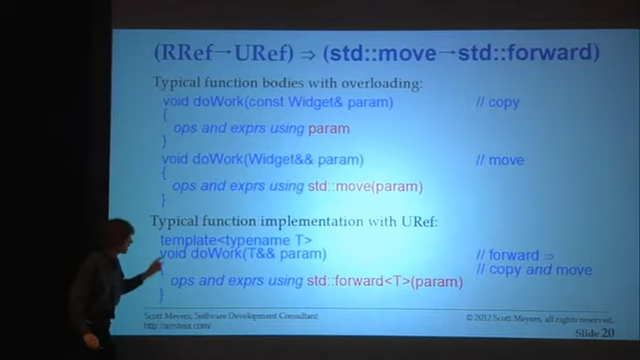 (RRef→URef) ⇒ (std::move→std::forward)
Typical function bodies with overloading:
void doWork(const Widget& param) // copy
{
ops and exprs using param
}
void doWork(Widget&& param) // move
{
ops and exprs using std::move(param)
}
Typical function implementation with URef:
template<typename T>
void doWork(T&& param) // forward ⇒
{ // copy and move
ops and exprs using std::forward<T>(param)
}
Scott Meyers, Software Development Consultant © 2012 Scott Meyers, all rights reserved.
http://aristeia.com/ Slide 20